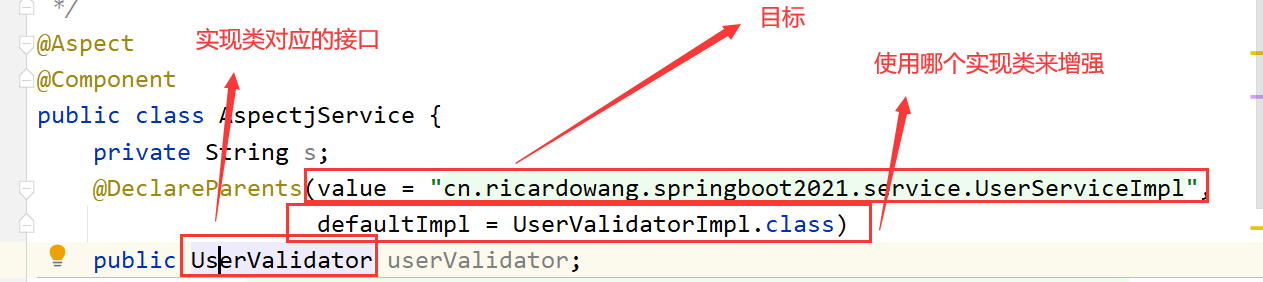 */
目标
实现类对应的接口
@Aspect
使用哪个实现类来增强
@Component
public class AspectjService {
private String s;
@DeclareParents(value = "cn.ricardowang.springboot2021.service.UserServiceImpl",
defaultImpl = UserValidatorImpl.class)
public UserValidator userValidator;